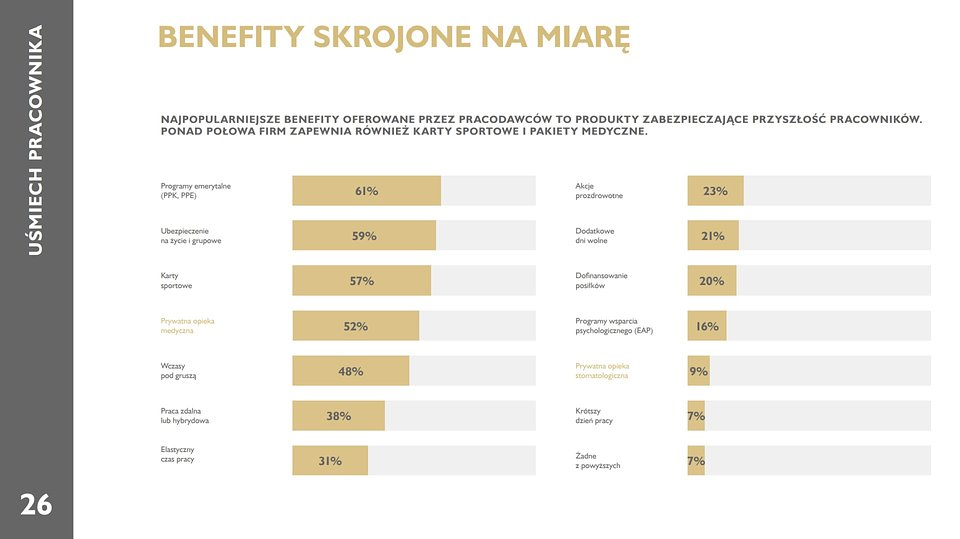 UŚMIECH PRACOWNIKA
BENEFITY SKROJONE NA MIARĘ
NAJPOPULARNIEJSZE BENEFITY OFEROWANE PRZEZ PRACODAWCÓW TO PRODUKTY ZABEZPIECZAJĄCE PRZYSZŁOŚĆ PRACOWNIKÓW.
PONAD POŁOWA FIRM ZAPEWNIA RÓWNIEŻ KARTY SPORTOWE I PAKIETY MEDYCZNE.
Programy emerytalne
(PPK, PPE)
61%
Ubezpieczenie
na życie i grupowe
59%
Karty
sportowe
57%
Prywatna opieka
medyczna
52%
Wczasy
pod gruszą
48%
Praca zdalna
lub hybrydowa
38%
Elastyczny
czas pracy
31%
Akcje
prozdrowotne
23%
Dodatkowe
dni wolne
21%
Dofinansowanie
posiłków
20%
Programy wsparcia
psychologicznego (EAP)
16%
Prywatna opieka
stomatologiczna
9%
Krótszy
dzień pracy
7%
Żadne
z powyższych
7%
26